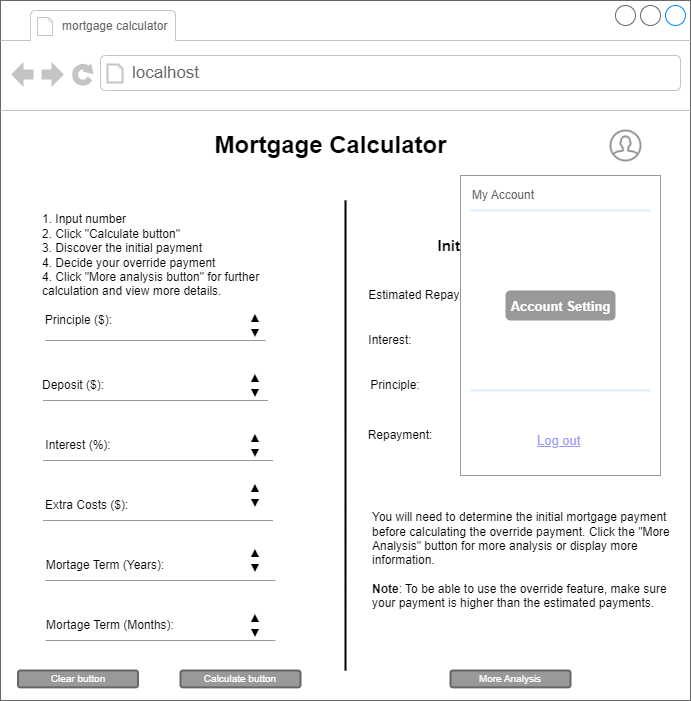 mortgage calculator
localhost
Mortgage Calculator
1. Input number
2. Click "Calculate button"
3. Discover the initial payment
4. Decide your override payment
4. Click "More analysis button" for further
calculation and view more details.
Principle ($):
Deposit ($):
Interest (%):
Extra Costs ($):
Mortage Term (Years):
Mortage Term (Months):
Clear button
Calculate button
Init
Estimated Repay
Interest:
Principle:
Repayment:
My Account
Account Setting
Log out
You will need to determine the initial mortgage payment
before calculating the override payment. Click the "More
Analysis" button for more analysis or display more
information.
Note: To be able to use the override feature, make sure
your payment is higher than the estimated payments.
More Analysis